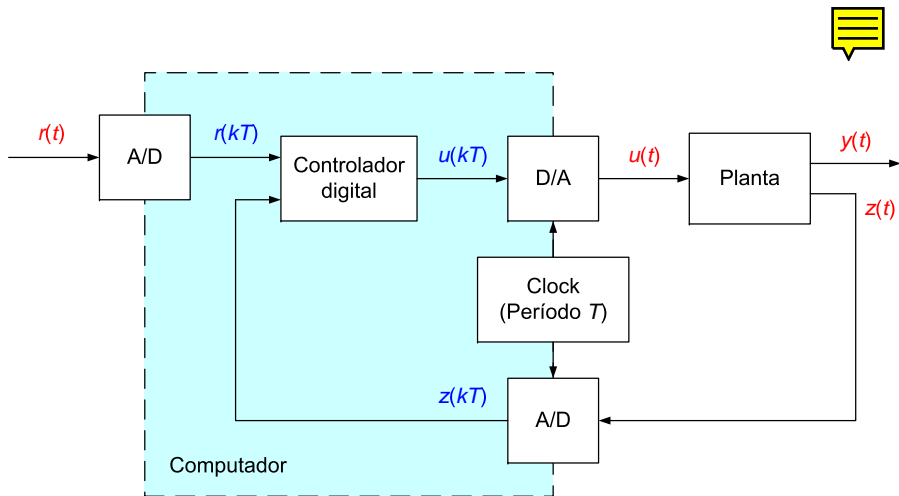 r(t)
A/D
r(kT)
Controlador
digital
u(kT)
D/A
u(t)
Planta
y(t)
z(t)
Clock
(Período T)
z(kT)
A/D
Computador